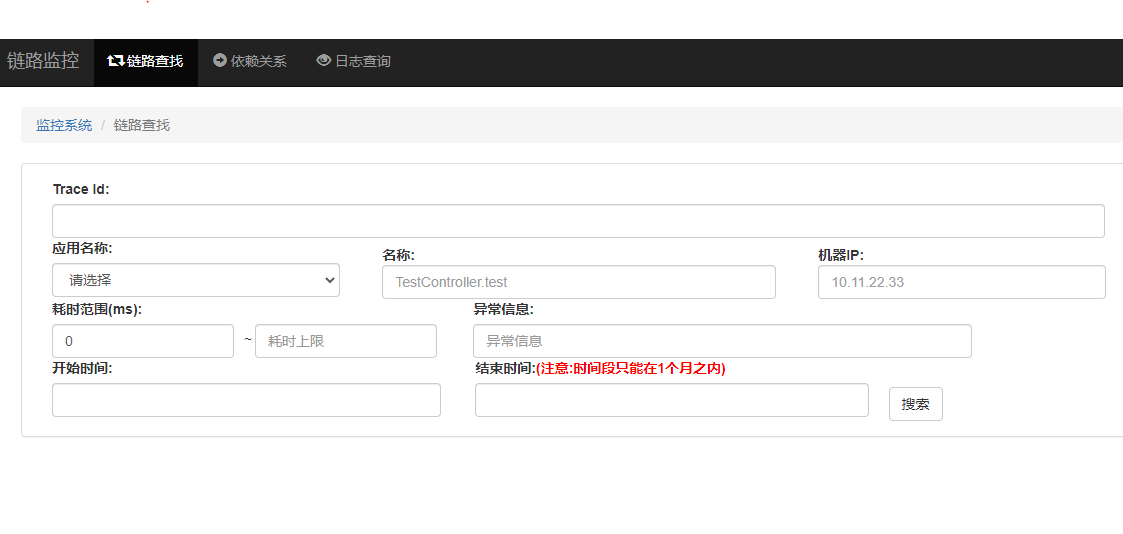 链路监控 链路查找 依赖关系 日志查询
监控系统 / 链路查找
Trace Id:
应用名称: 名称: 机器IP:
请选择 TestController.test 10.11.22.33
耗时范围(ms): 异常信息:
0 ~ 耗时上限 异常信息
开始时间: 结束时间:(注意:时间段只能在1个月之内)
搜索